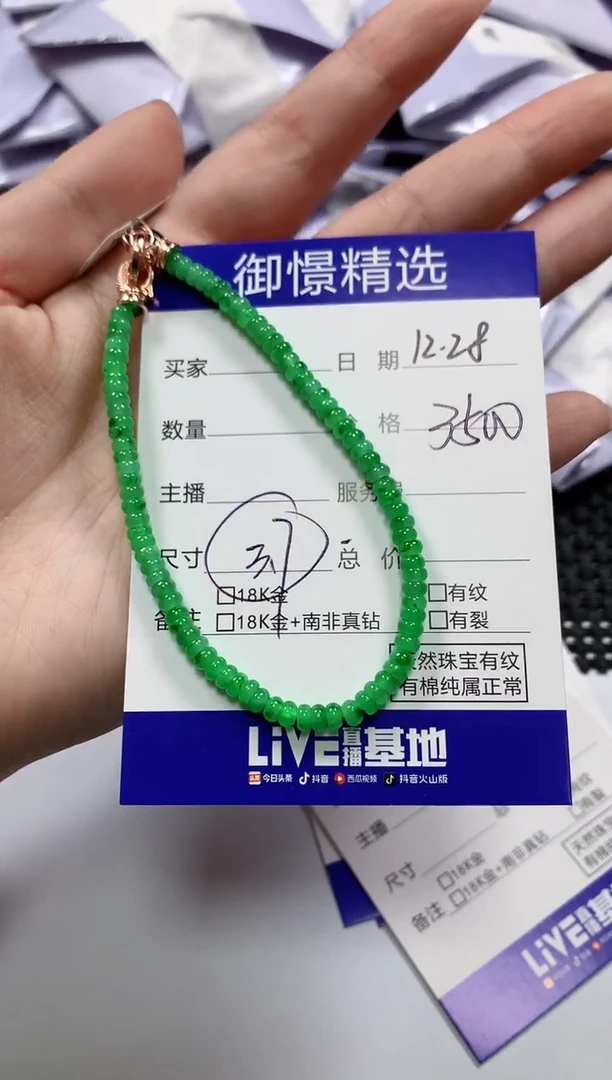 御憬精选
买家 日 期 12.28
数量 格 3500
主播 服务
尺寸 总 价
□18K金 □有纹
备注 □18K金+南非真钻 □有裂
天然珠宝有纹
有棉纯属正常
LiVE直播基地
今日头条 抖音 西瓜视频 抖音火山版
主播
尺寸 □18K金
备注 □18K金+南非真钻
LiVE